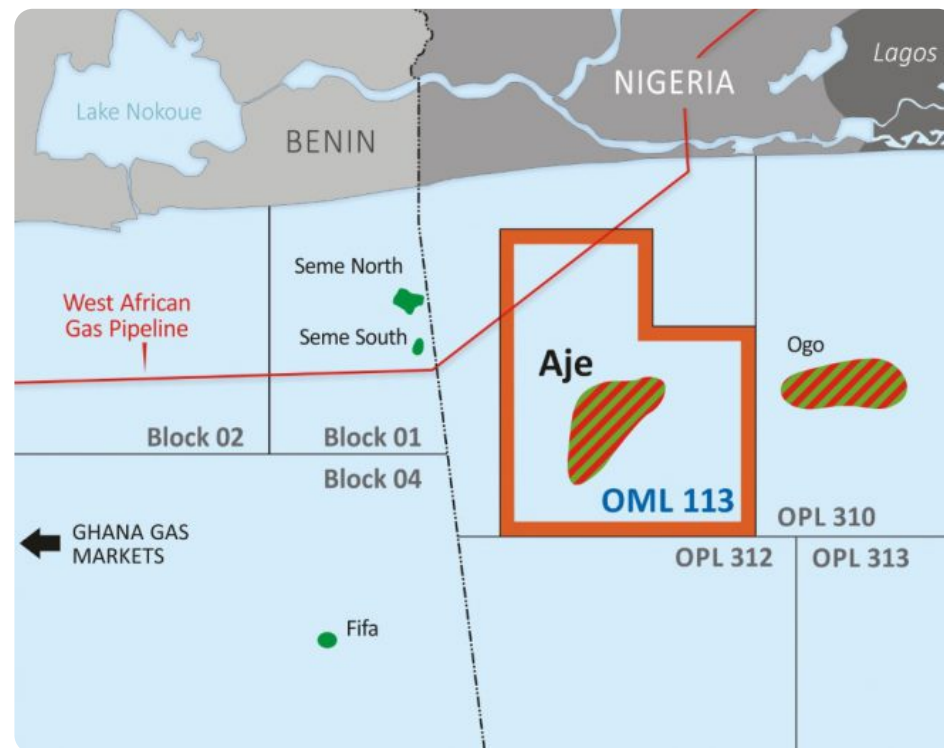 Lagos
NIGERIA
Lake Nokoue
BENIN
Seme North
West African
Gas Pipeline
Seme South
Ogo
Aje
Block 02
Block 01
Block 04
OML 113
OPL 310
GHANA GAS
MARKETS
OPL 312
OPL 313
Fifa